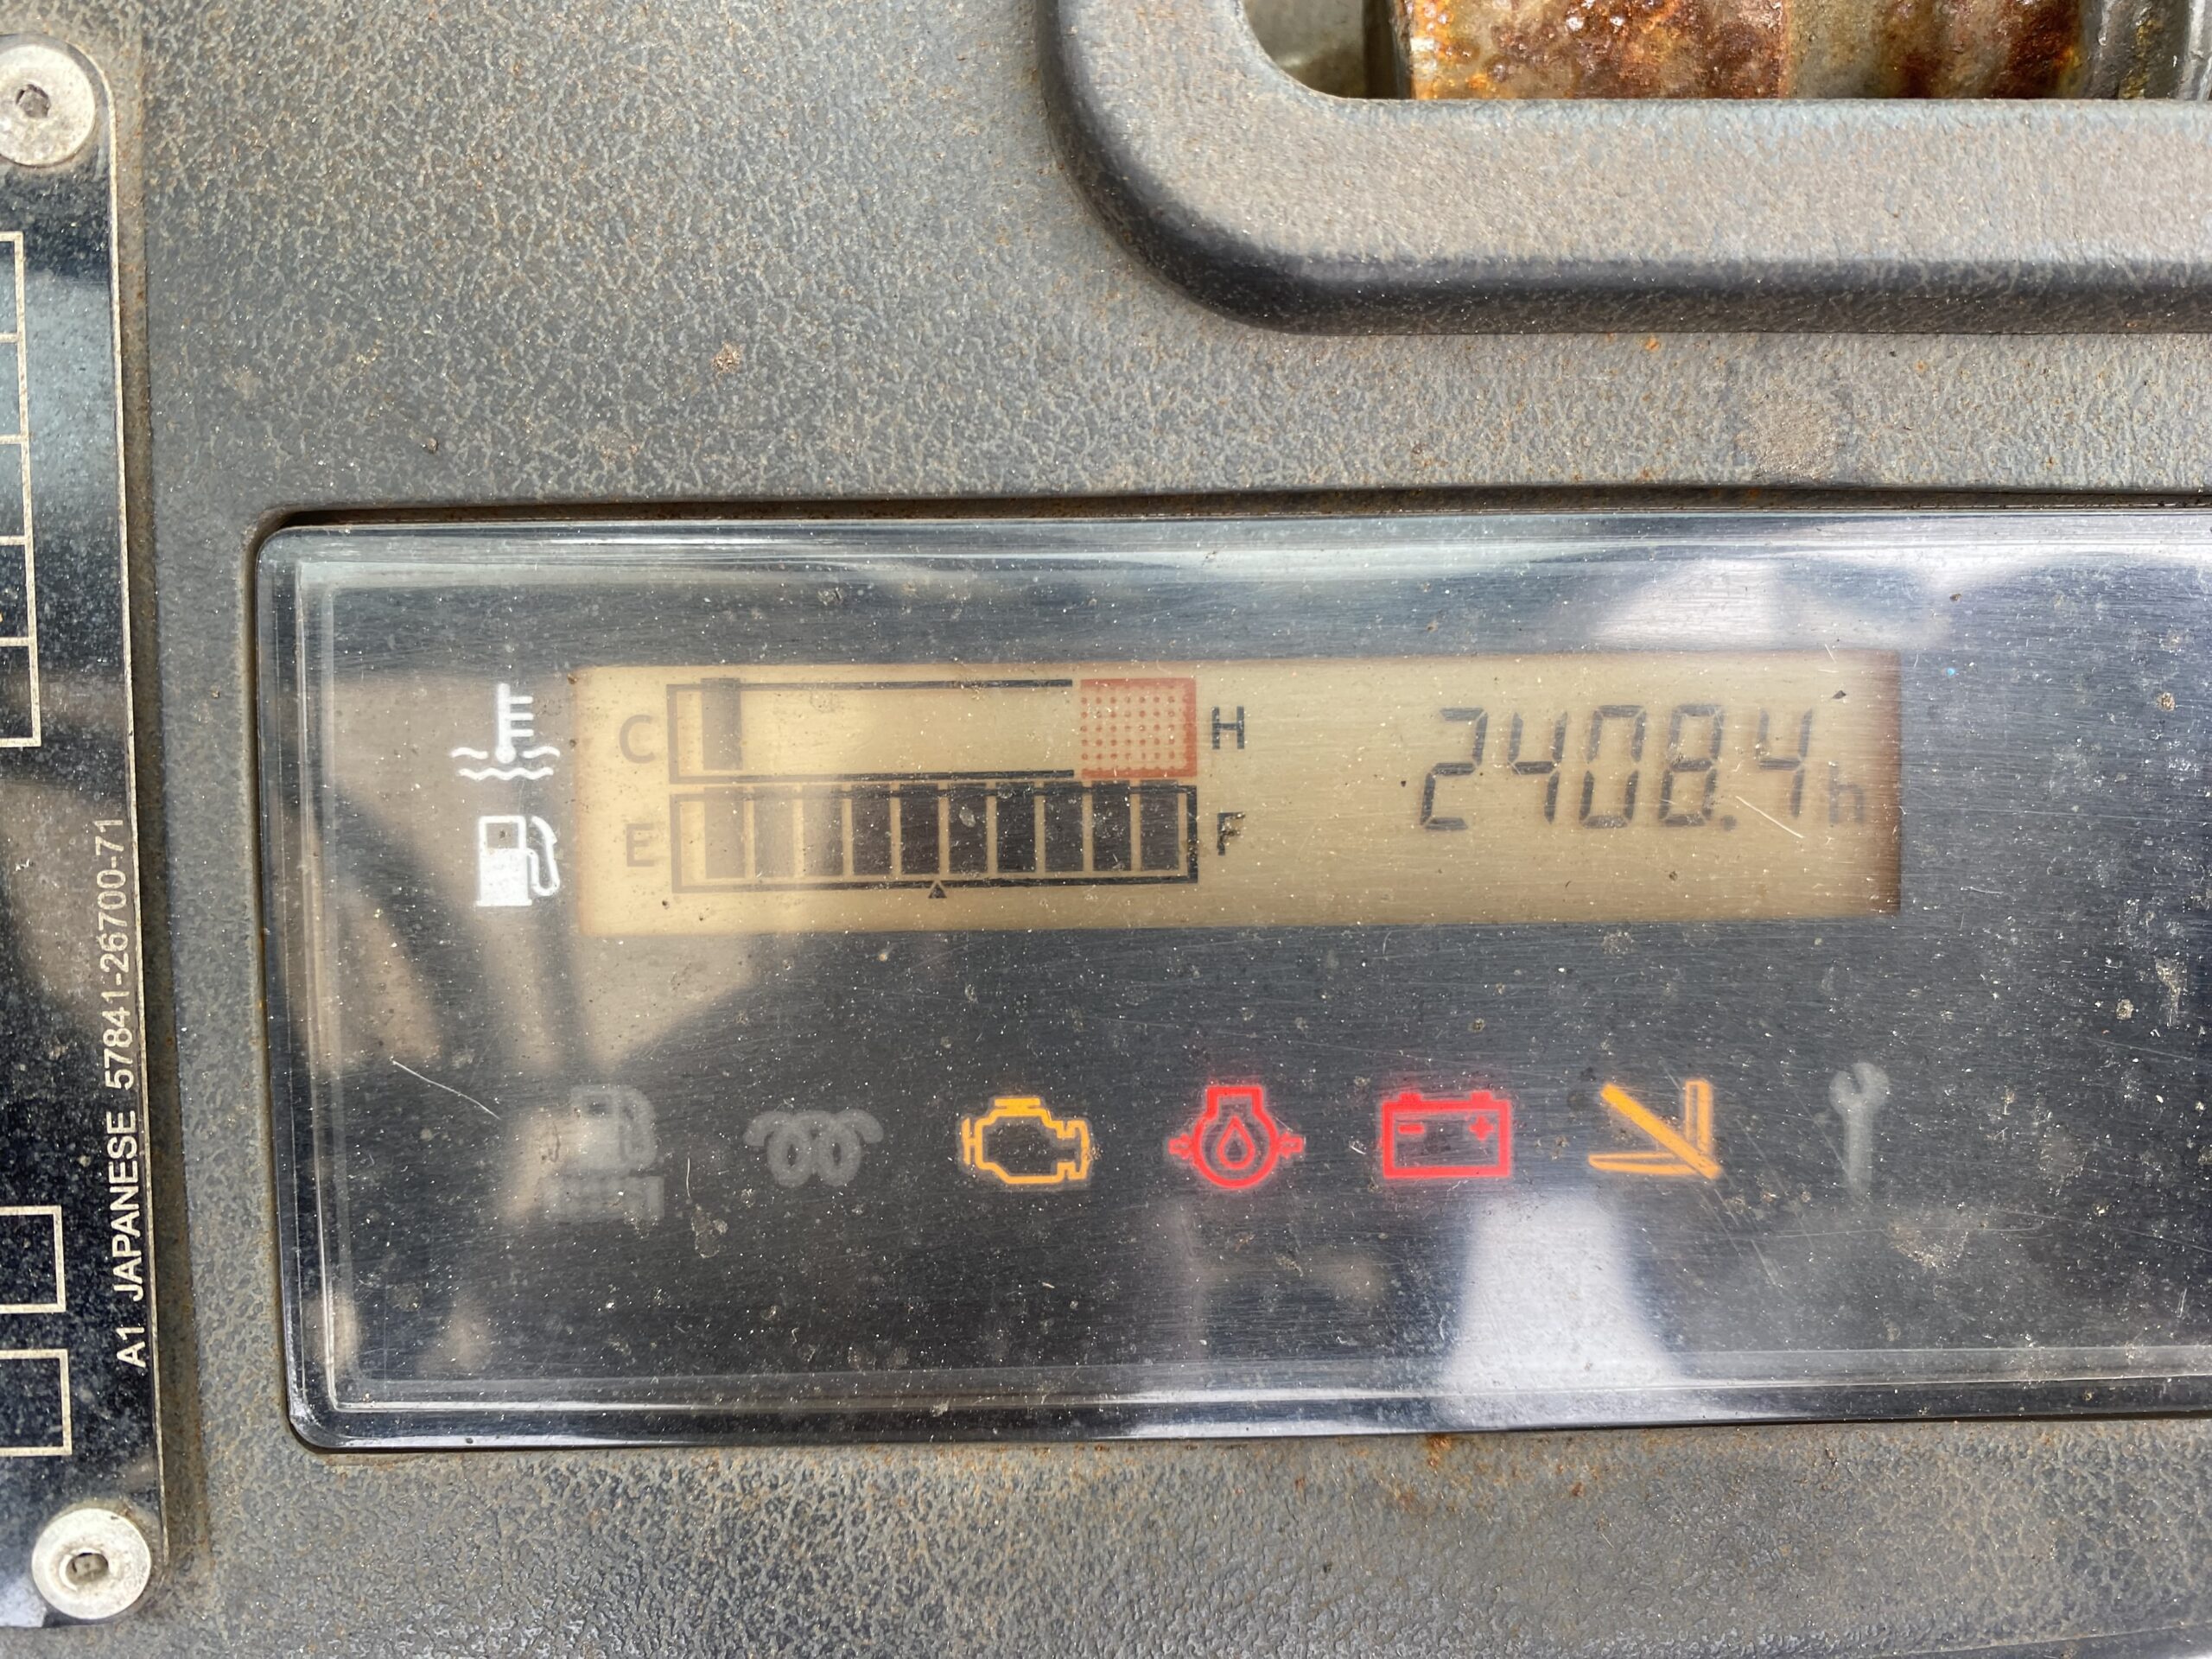 C H
2408.4h
E F
A1 JAPANESE 57841-26700-71